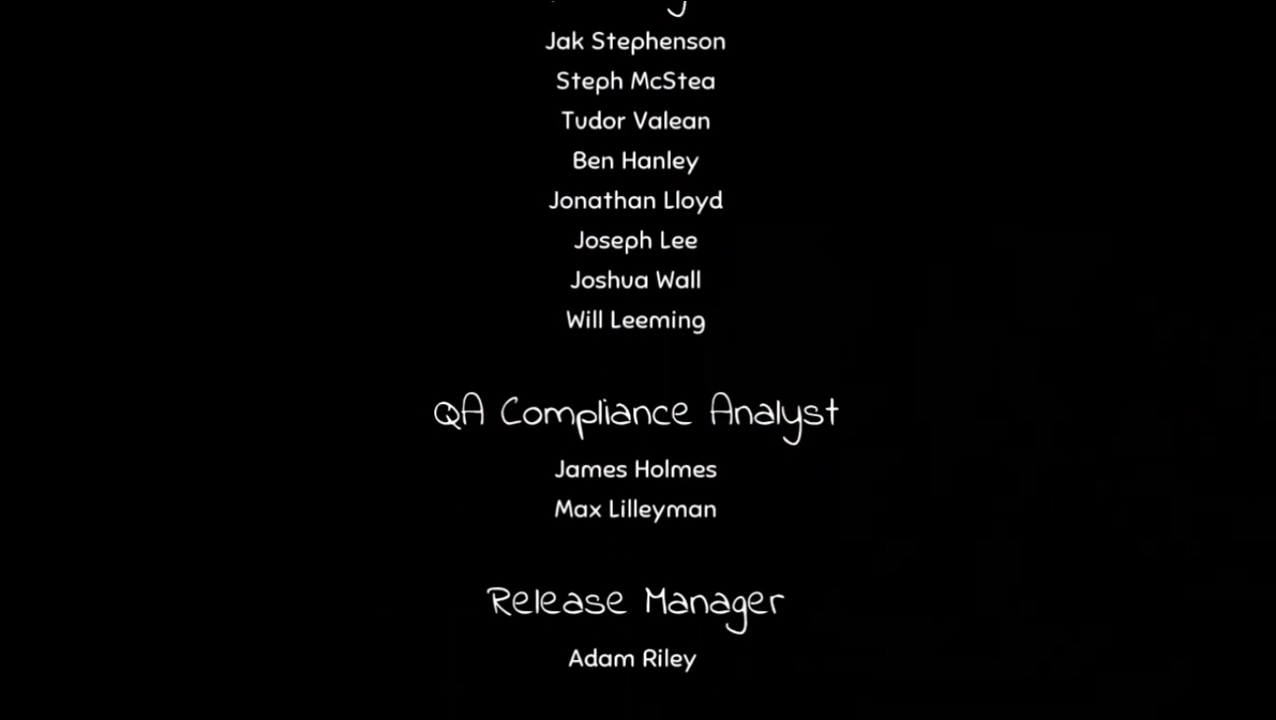 Jak Stephenson
Steph McStea
Tudor Valean
Ben Hanley
Jonathan Lloyd
Joseph Lee
Joshua Wall
Will Leeming
QA Compliance Analyst
James Holmes
Max Lilleyman
Release Manager
Adam Riley